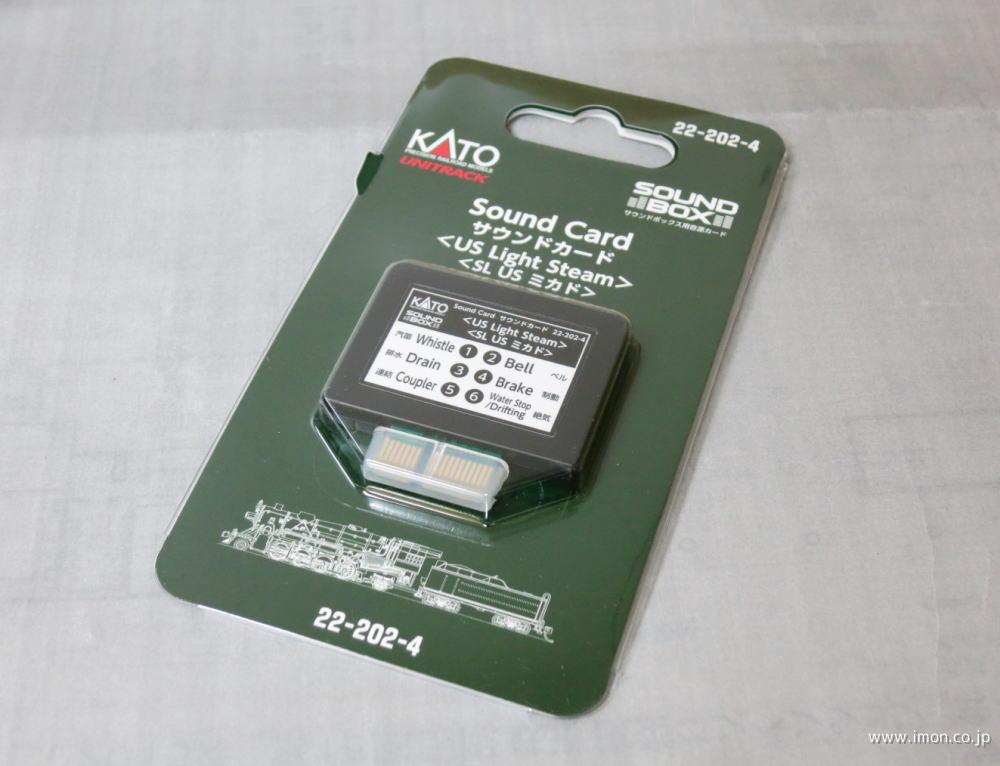 22-202-4
KATO
PRECISION RAILROAD MODELS
UNITRACK
SOUND
BOX
サウンドボックス用音源カード
Sound Card
サウンドカード
<US Light Steam>
<SL US ミカド>
KATO Sound Card サウンドカード 22-202-4
SOUND BOX <US Light Steam>
<SL US ミカド>
汽笛 Whistle 1 2 Bell ベル
排水 Drain 3 4 Brake 制動
連結 Coupler 5 6 Water Stop /Drifting 絶気
22-202-4
www.imon.co.jp